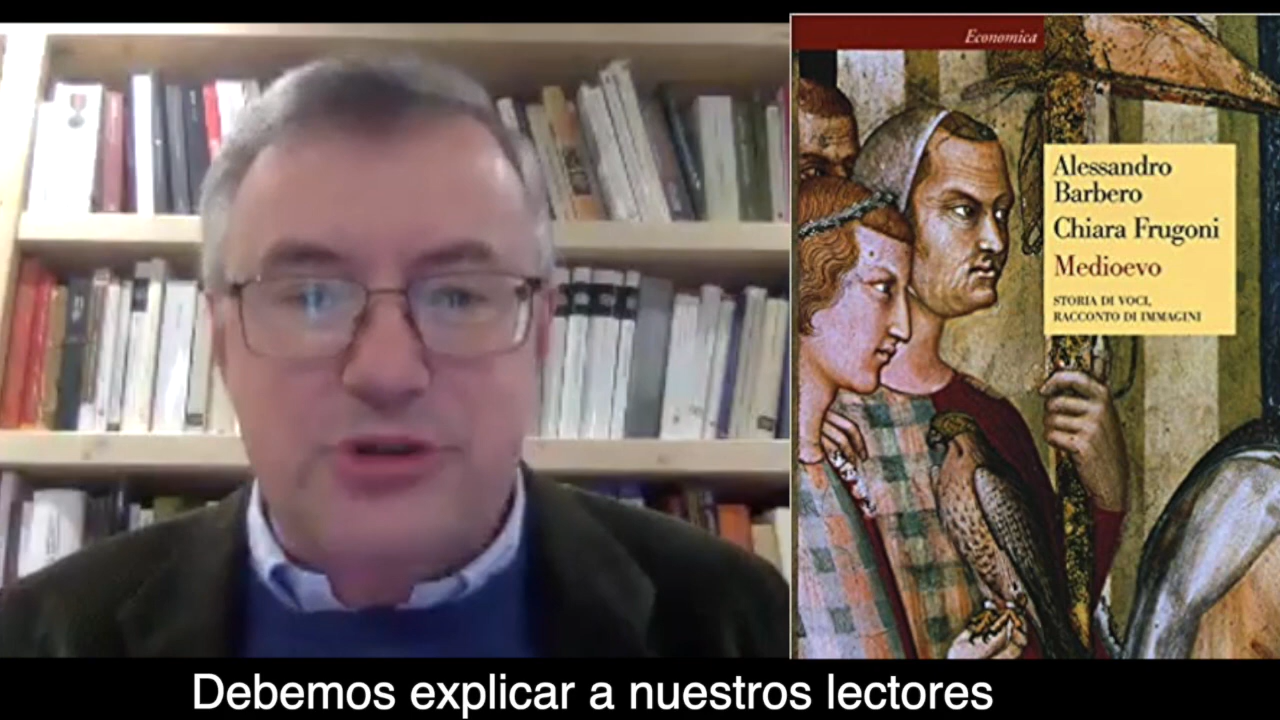 Economica
Alessandro
Barbero
Chiara Frugoni
Medioevo
STORIA DI VOCI,
RACCONTO DI IMMAGINI
Debemos explicar a nuestros lectores